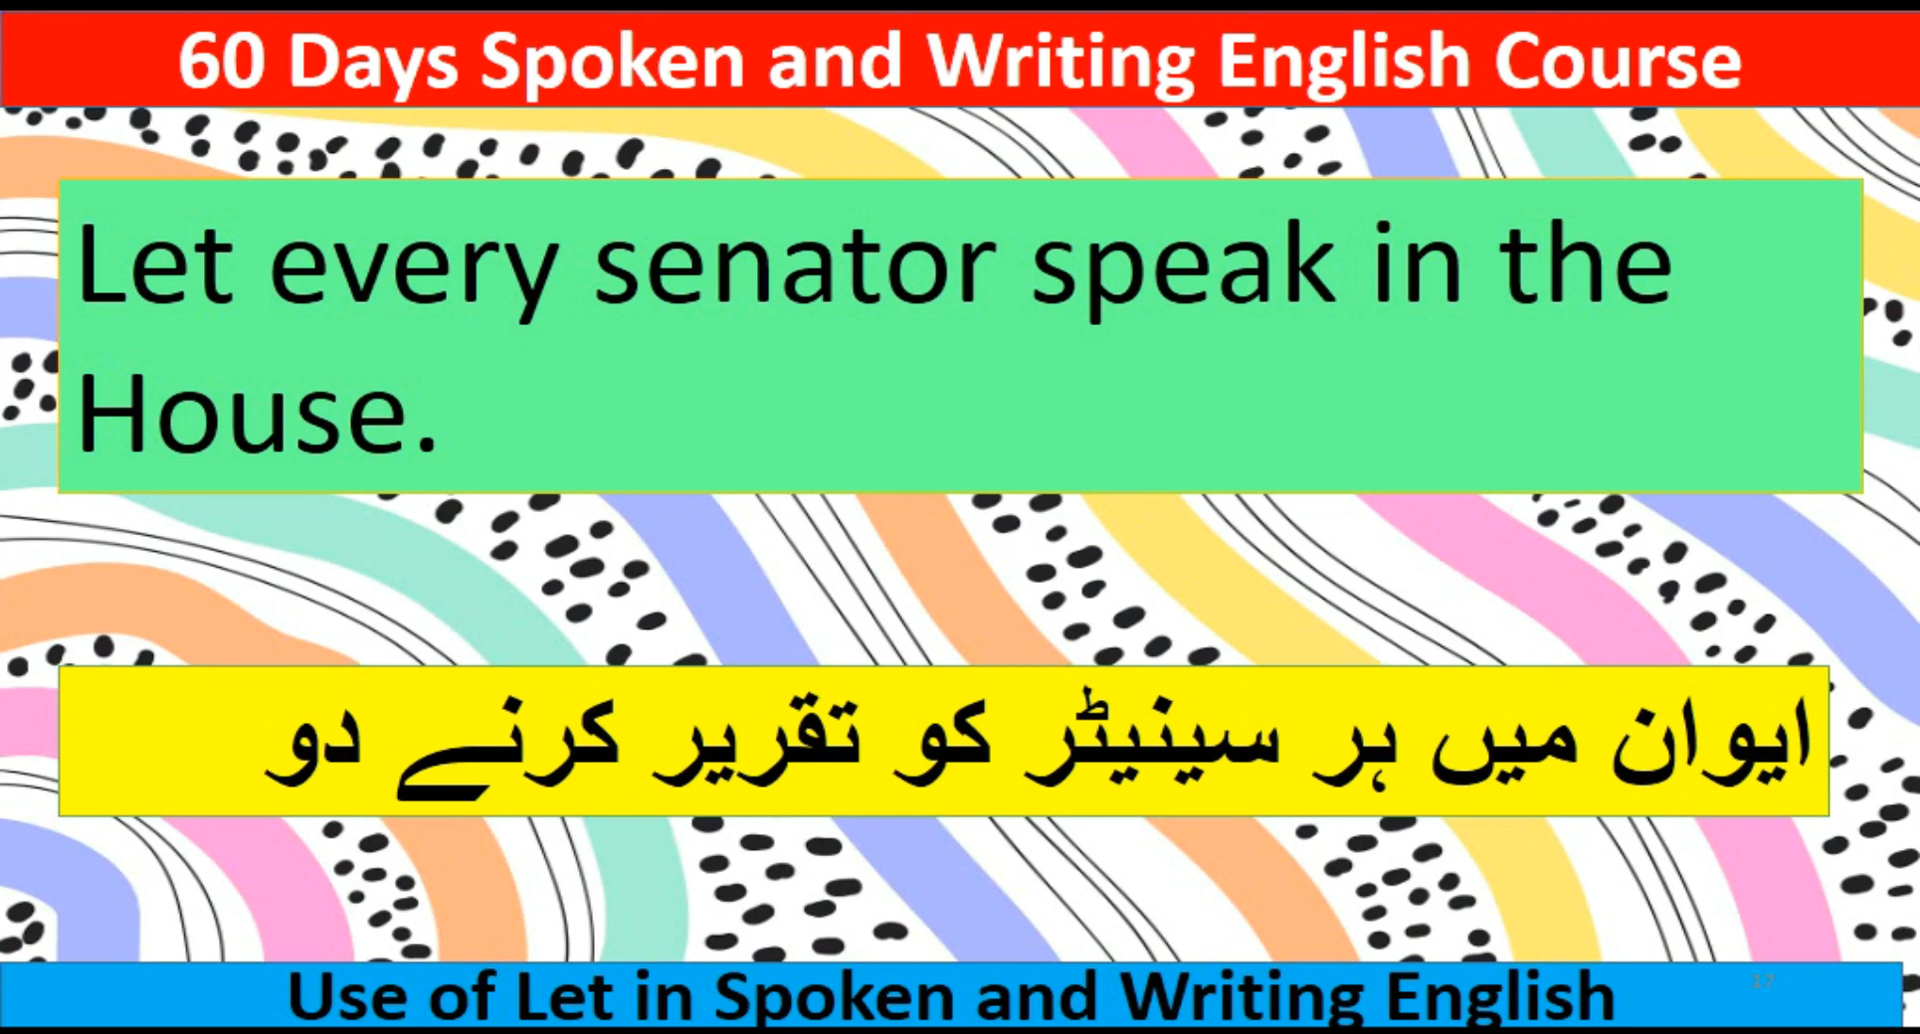 60 Days Spoken and Writing English Course
Let every senator speak in the
House.
ایوان میں ہر سینیٹر کو تقریر کرنے دو
Use of Let in Spoken and Writing English
17